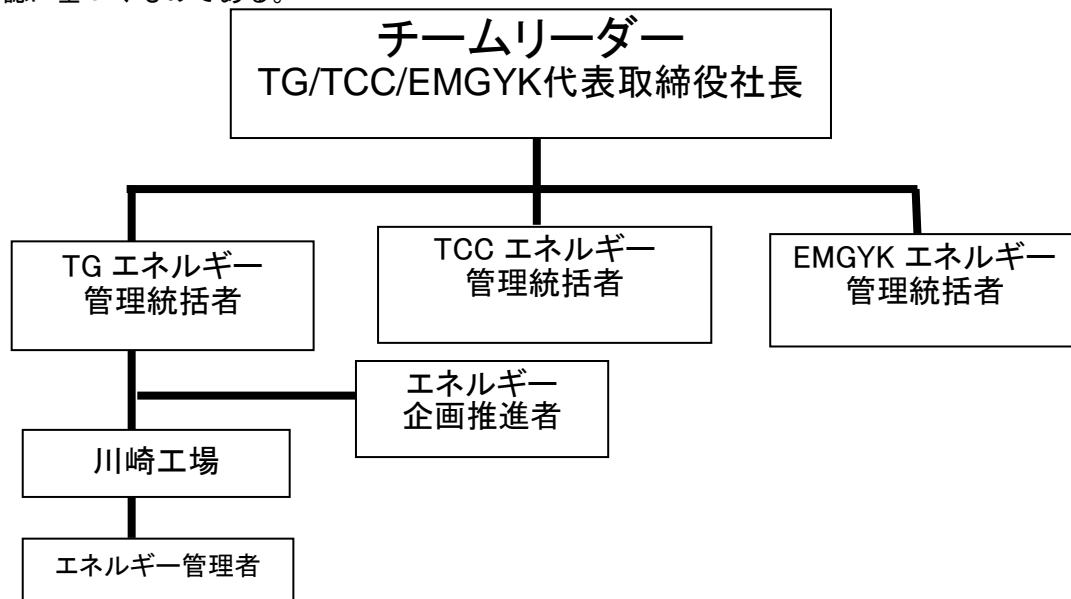 チームリーダー
TG/TCC/EMGYK代表取締役社長
TG エネルギー
管理統括者
TCC エネルギー
管理統括者
EMGYK エネルギー
管理統括者
エネルギー
企画推進者
川崎工場
エネルギー管理者